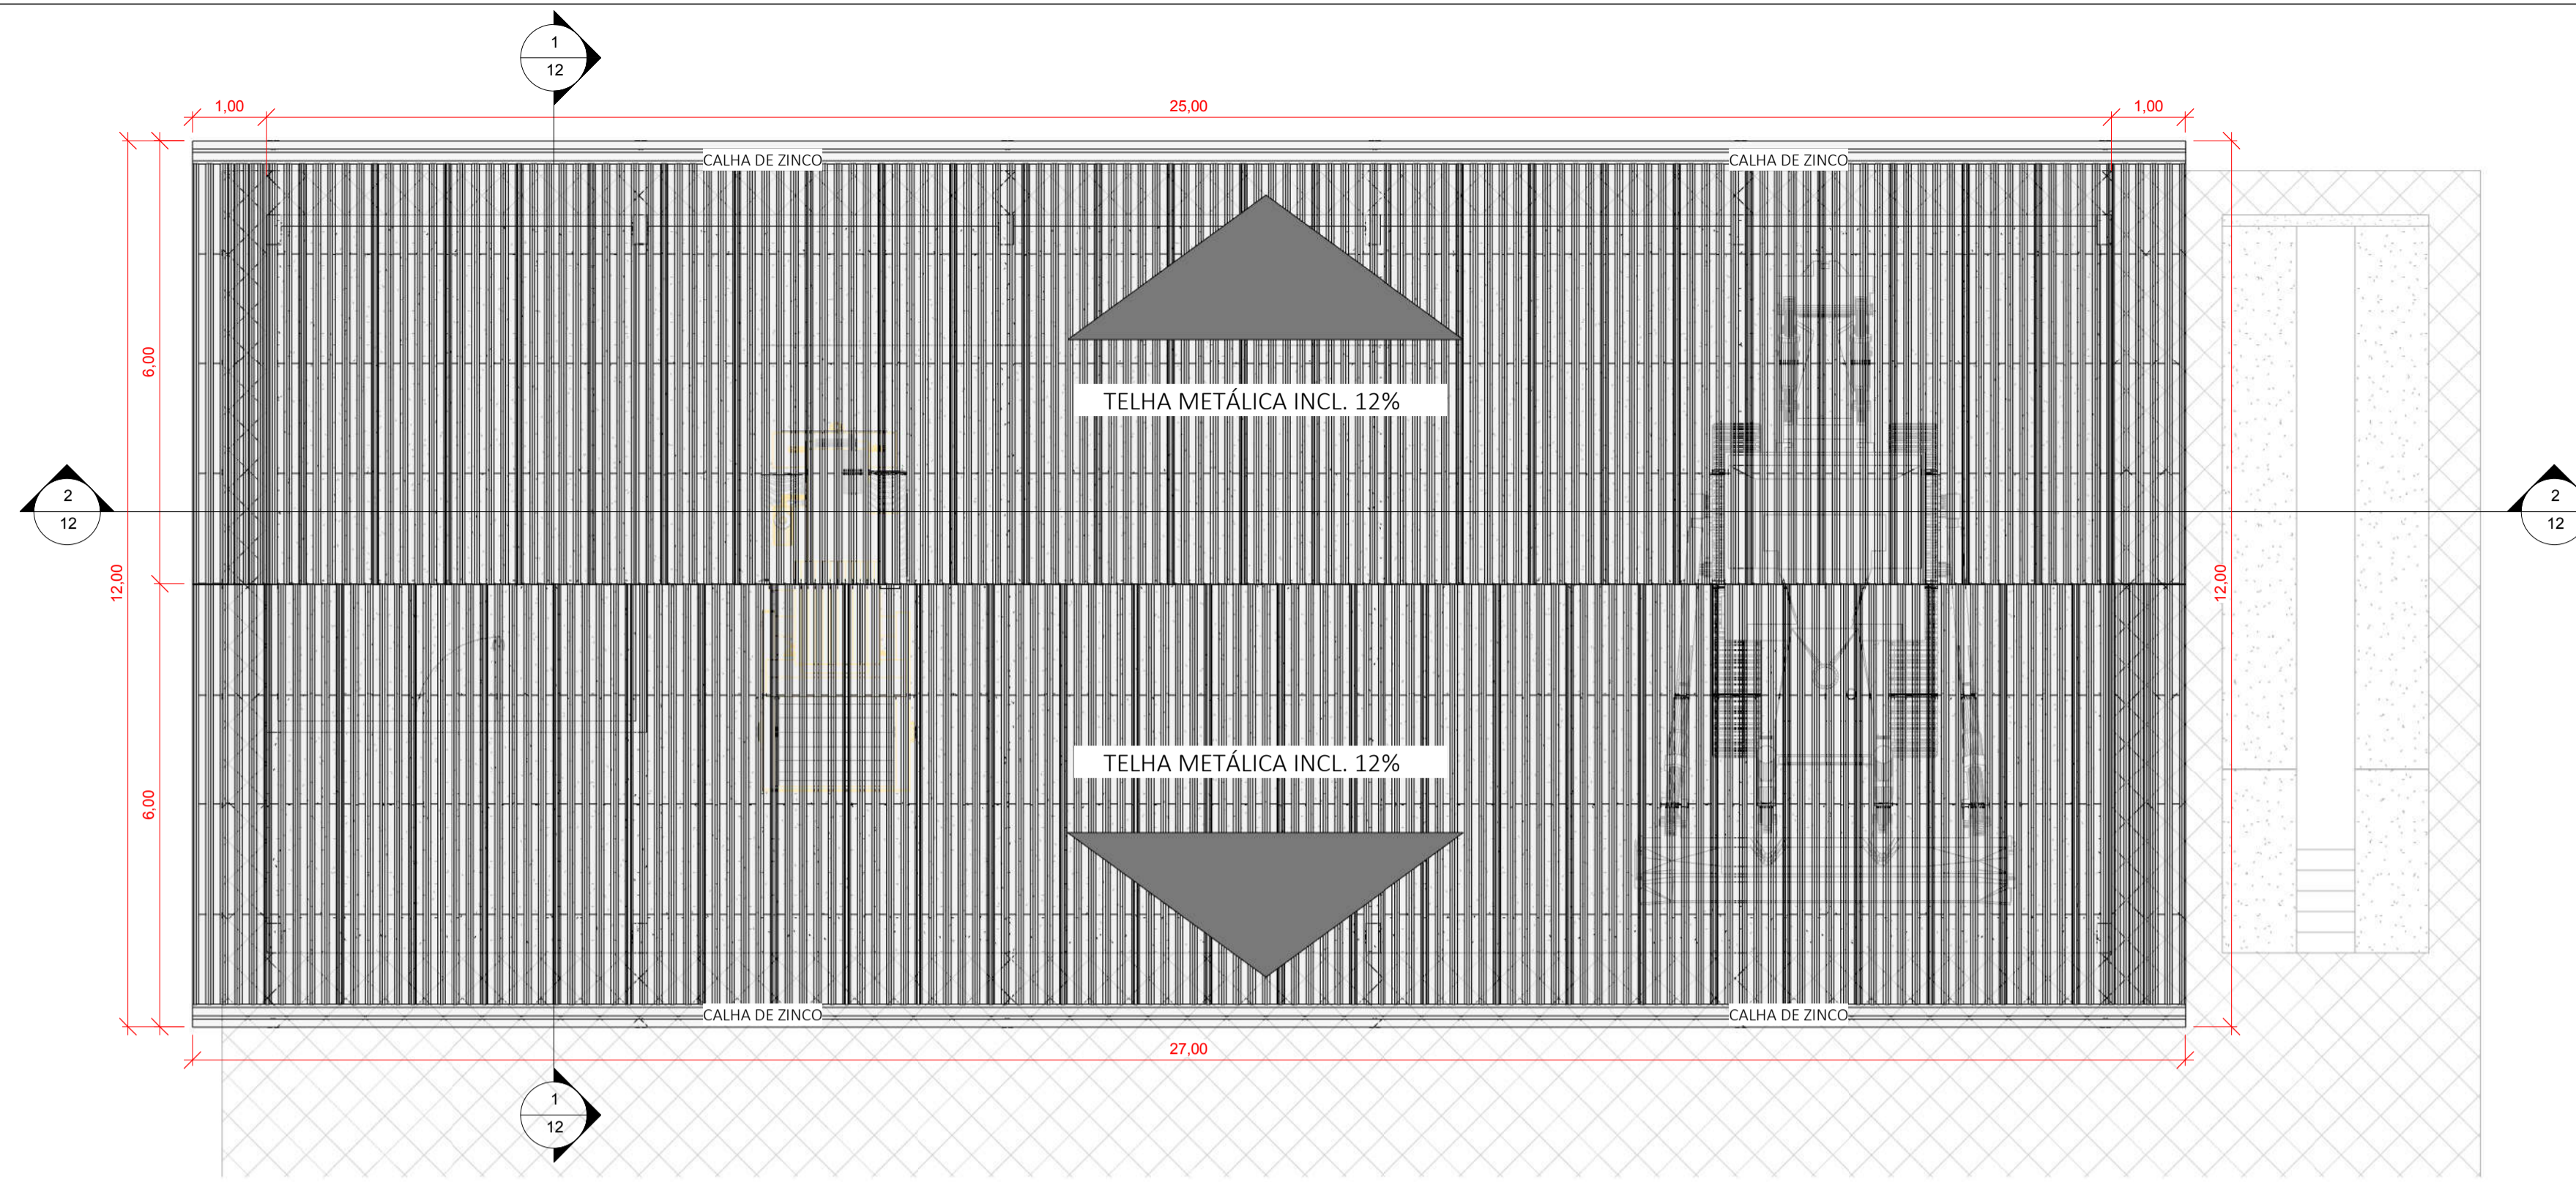 1
12
1,00
25,00
1,00
CALHA DE ZINCO
CALHA DE ZINCO
6,00
TELHA METÁLICA INCL. 12%
2
12
2
12
12,00
12,00
TELHA METÁLICA INCL. 12%
6,00
CALHA DE ZINCO
CALHA DE ZINCO
27,00
1
12